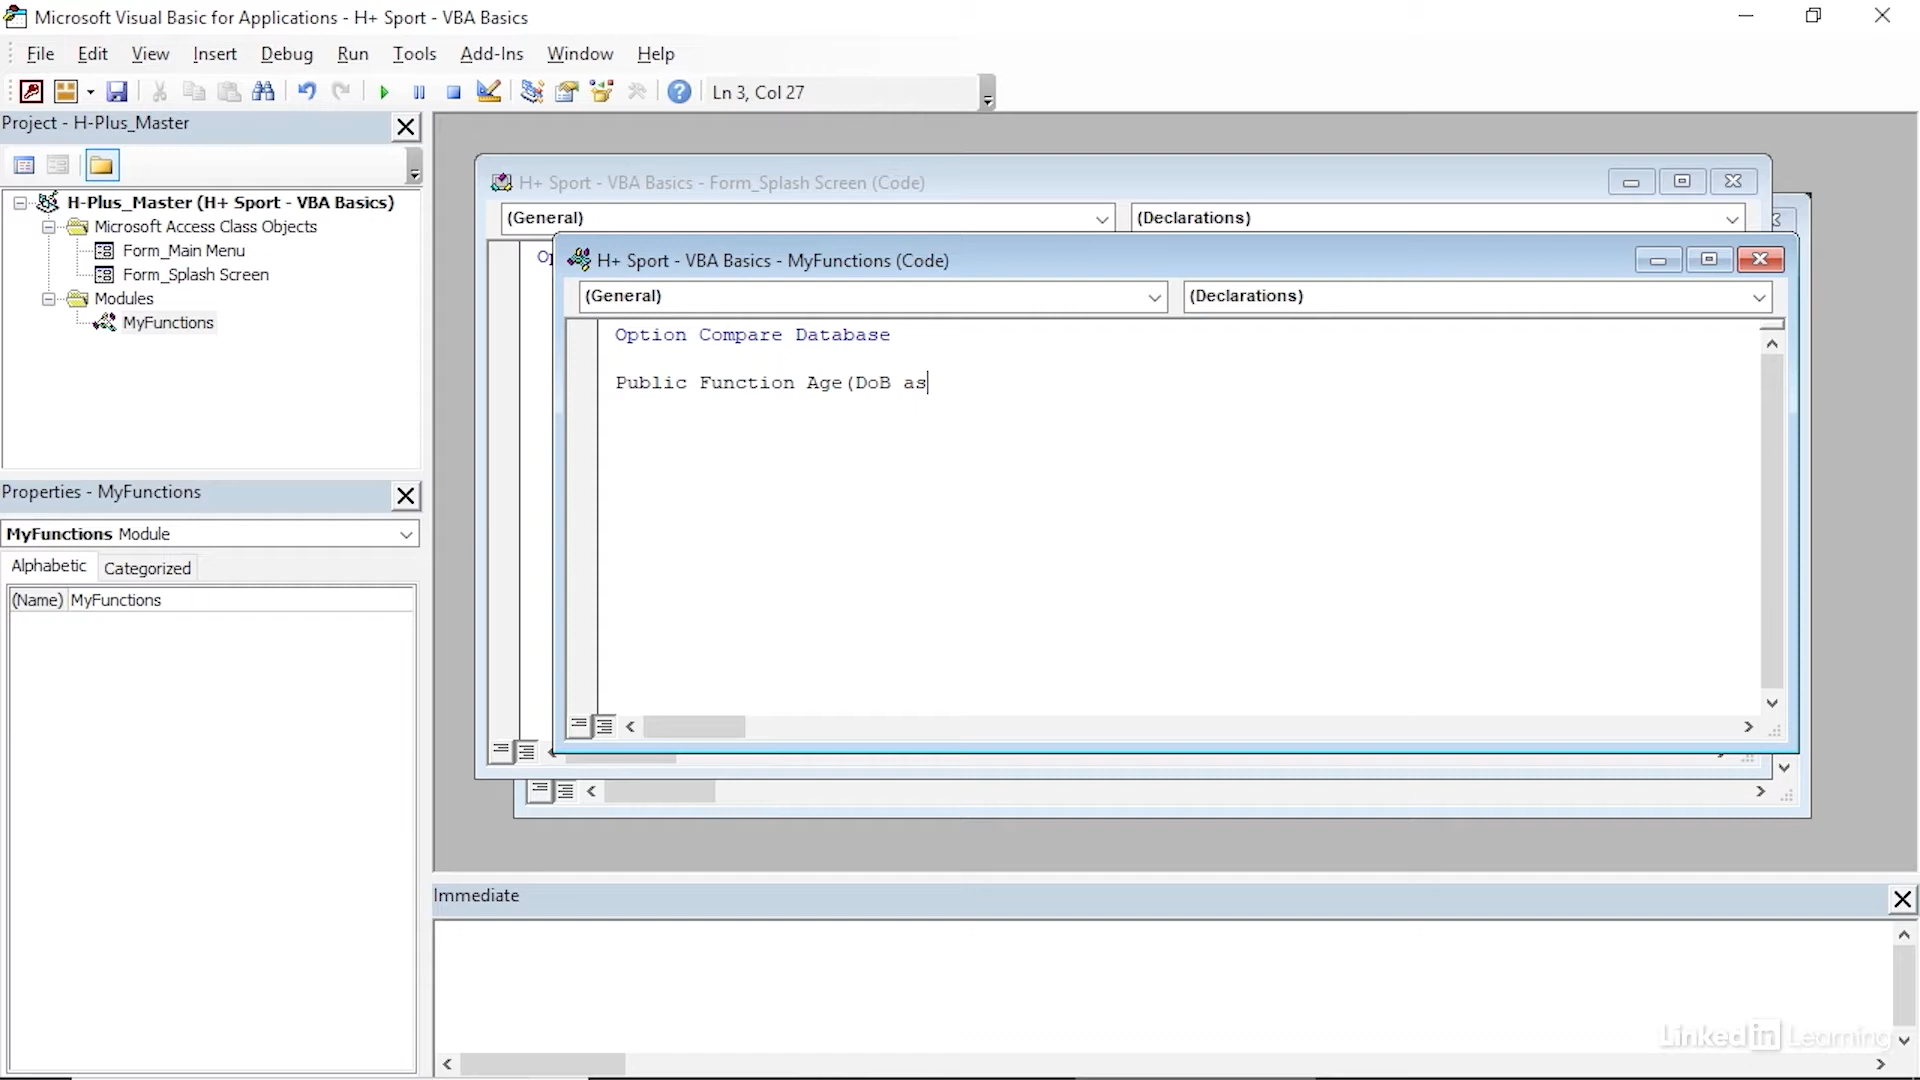 Microsoft Visual Basic for Applications - H+ Sport - VBA Basics
File Edit View Insert Debug Run Tools Add-Ins Window Help
Ln 3, Col 27
Project - H-Plus_Master
H-Plus_Master (H+ Sport - VBA Basics)
Microsoft Access Class Objects
Form_Main Menu
Form_Splash Screen
Modules
MyFunctions
Properties - MyFunctions
MyFunctions Module
Alphabetic Categorized
(Name) MyFunctions
H+ Sport - VBA Basics - Form_Splash Screen (Code)
(General) (Declarations)
H+ Sport - VBA Basics - MyFunctions (Code)
(General) (Declarations)
Option Compare Database
Public Function Age(DoB as
Immediate
Linked in Learning